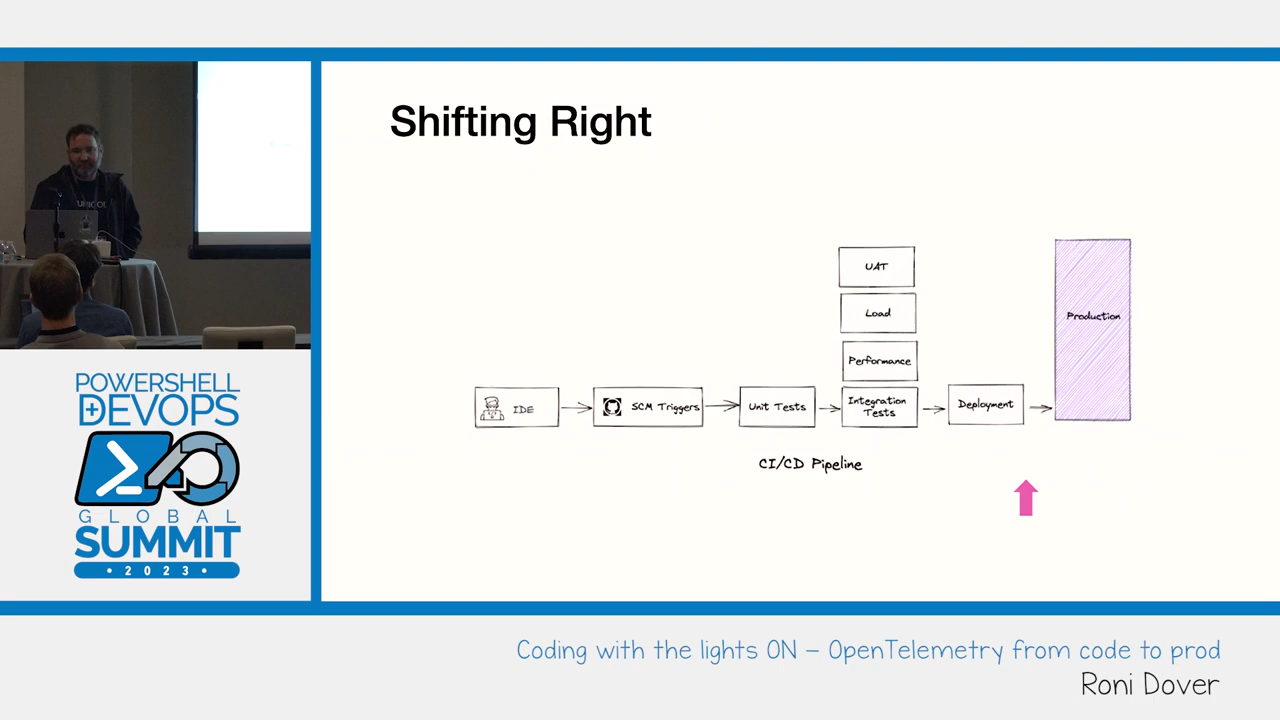 Shifting Right
UAT
Load
Performance
IDE
SCM Triggers
Unit Tests
Integration
Tests
Deployment
Production
CI/CD Pipeline
POWERSHELL
+DEVOPS
GLOBAL
SUMMIT
• 2023 •
Coding with the lights ON – OpenTelemetry from code to prod
Roni Dover